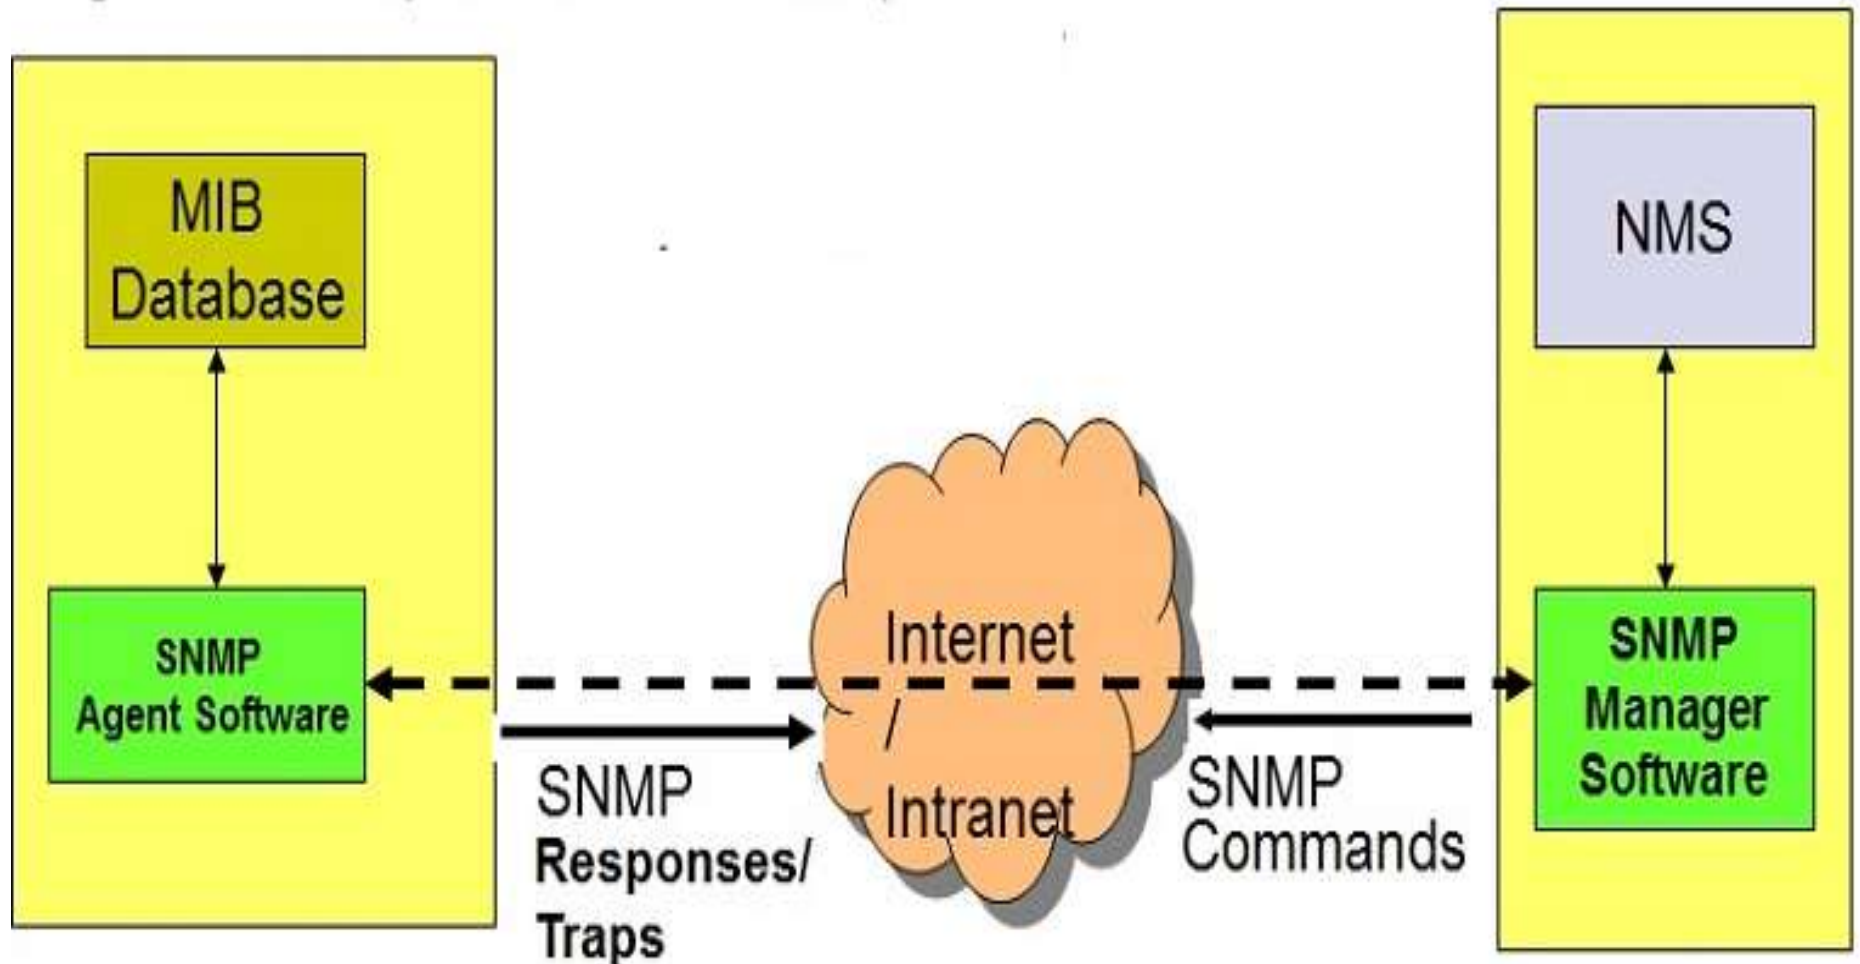 MIB
Database
SNMP
Agent Software
SNMP
Responses/
Traps
Internet
/
Intranet
SNMP
Commands
NMS
SNMP
Manager
Software